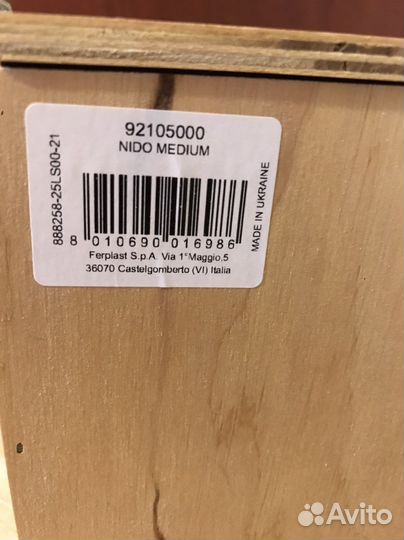 92105000
NIDO MEDIUM
888258-25LS00-21
MADE IN UKRAINE
8 010690 016986
Ferplast S.p.A. Via 1°Maggio,5
36070 Castelgomberto (VI) Italia
Avito